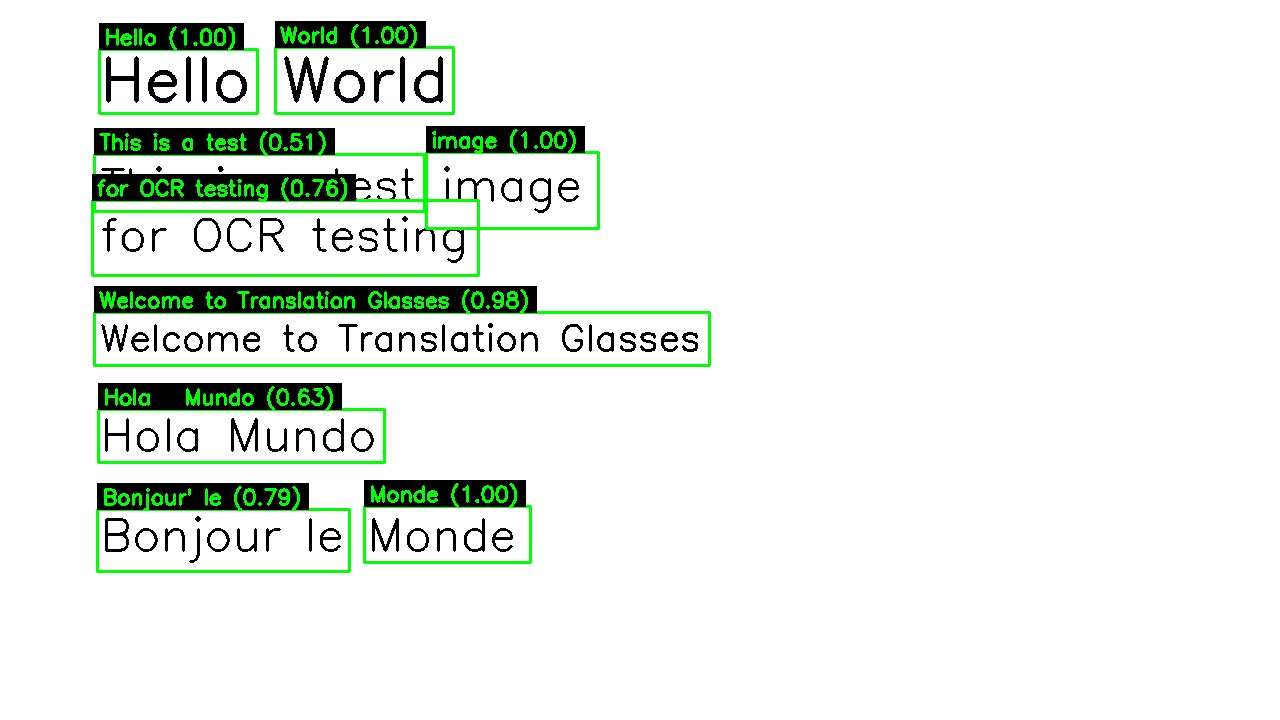 Hello (1.00) World (1.00)
Hello World
This is a test (0.51) image (1.00)
test image
for OCR testing (0.76)
for OCR testing
Welcome to Translation Glasses (0.98)
Welcome to Translation Glasses
Hola   Mundo (0.63)
Hola Mundo
Bonjour' le (0.79) Monde (1.00)
Bonjour le Monde